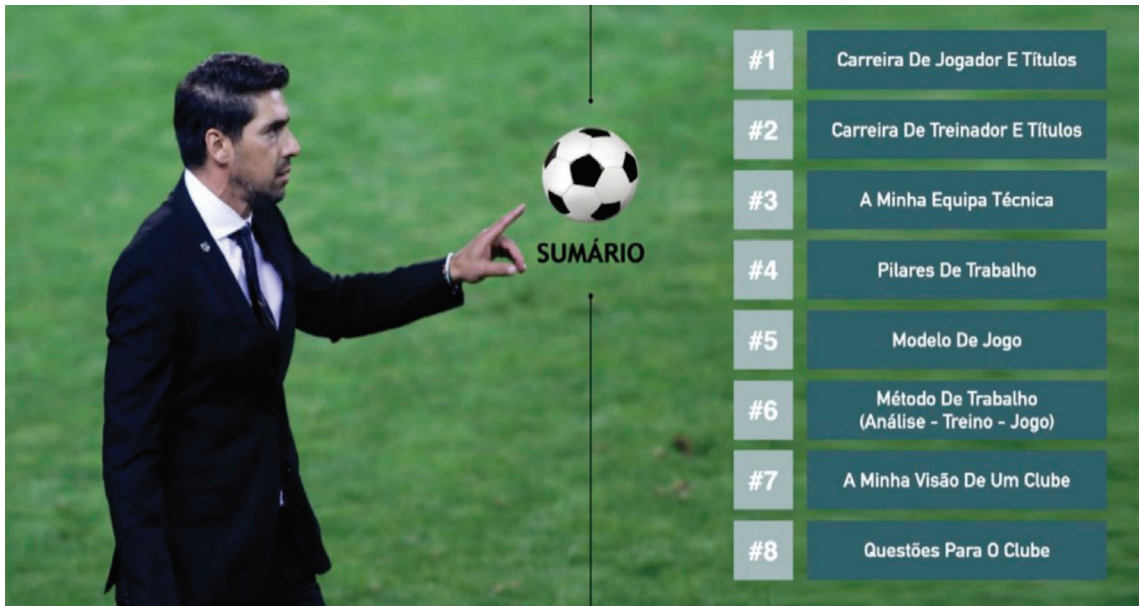 SUMÁRIO
#1
Carreira De Jogador E Títulos
#2
Carreira De Treinador E Títulos
#3
A Minha Equipa Técnica
#4
Pilares De Trabalho
#5
Modelo De Jogo
#6
Método De Trabalho
(Análise - Treino - Jogo)
#7
A Minha Visão De Um Clube
#8
Questões Para O Clube